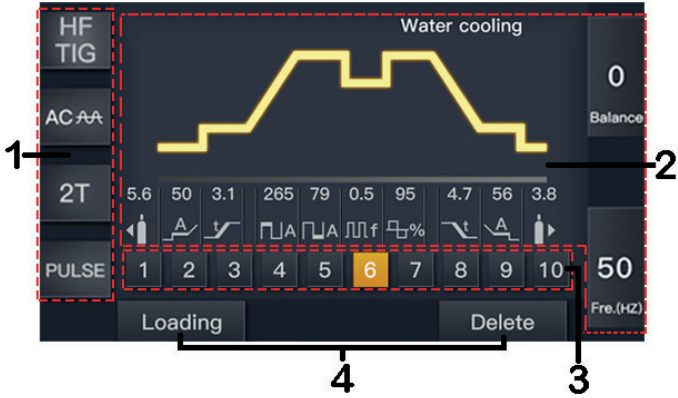 HF
TIG
AC
2T
PULSE
Water cooling
0
Balance
50
Fre.(HZ)
5.6 50 3.1 265 79 0.5 95 4.7 56 3.8
A t A A f % t A
1 2 3 4 5 6 7 8 9 10
Loading Delete
1
2
3
4